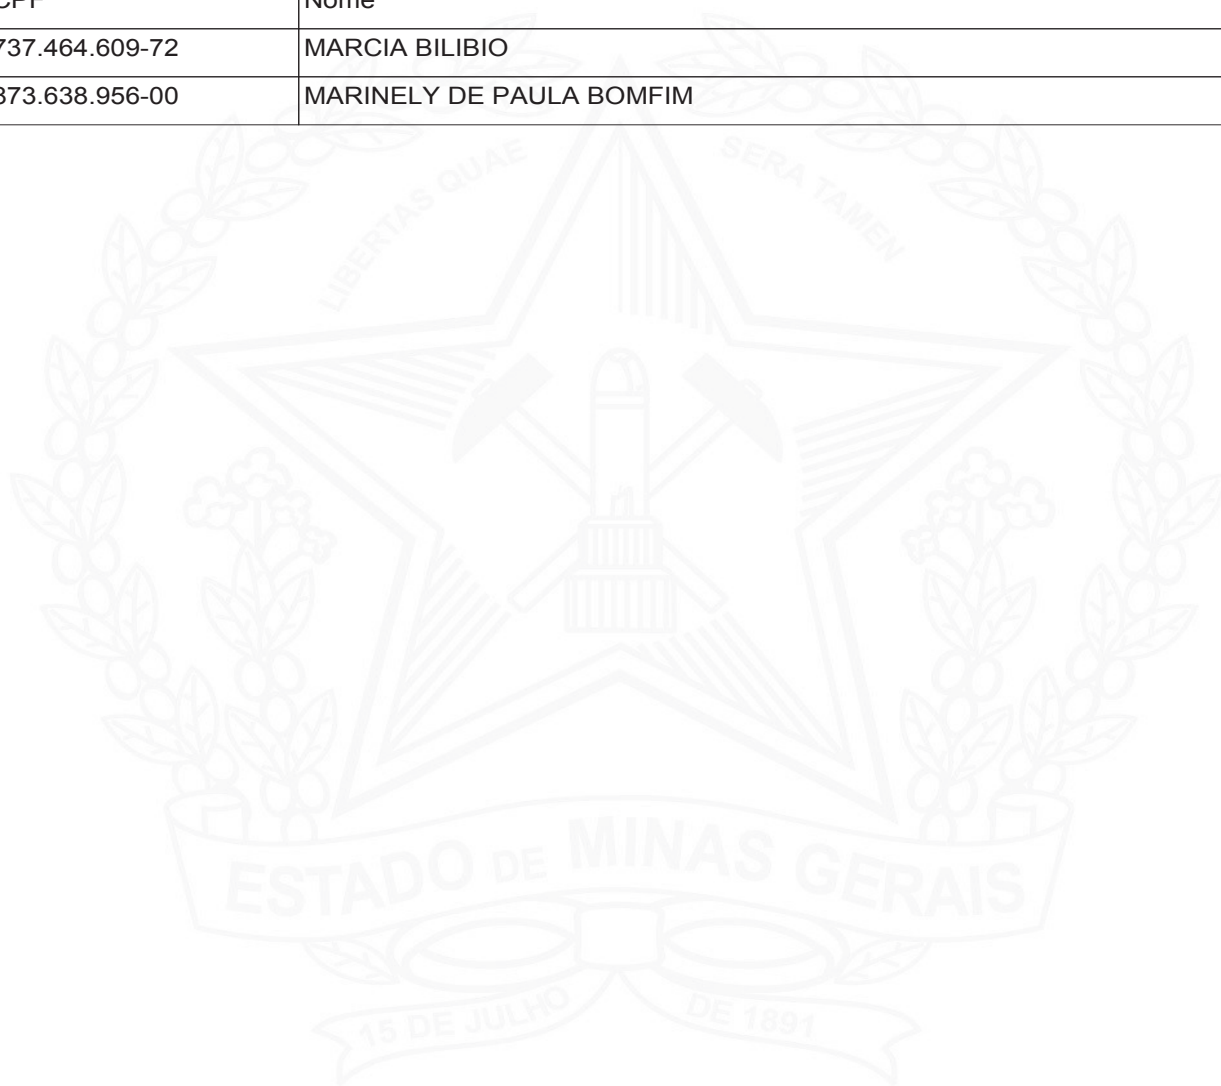 CPF Nome
737.464.609-72 MARCIA BILIBIO
873.638.956-00 MARINELY DE PAULA BOMFIM
LIBERTAS QUAE SERA TAMEN
ESTADO DE MINAS GERAIS
15 DE JULHO DE 1891